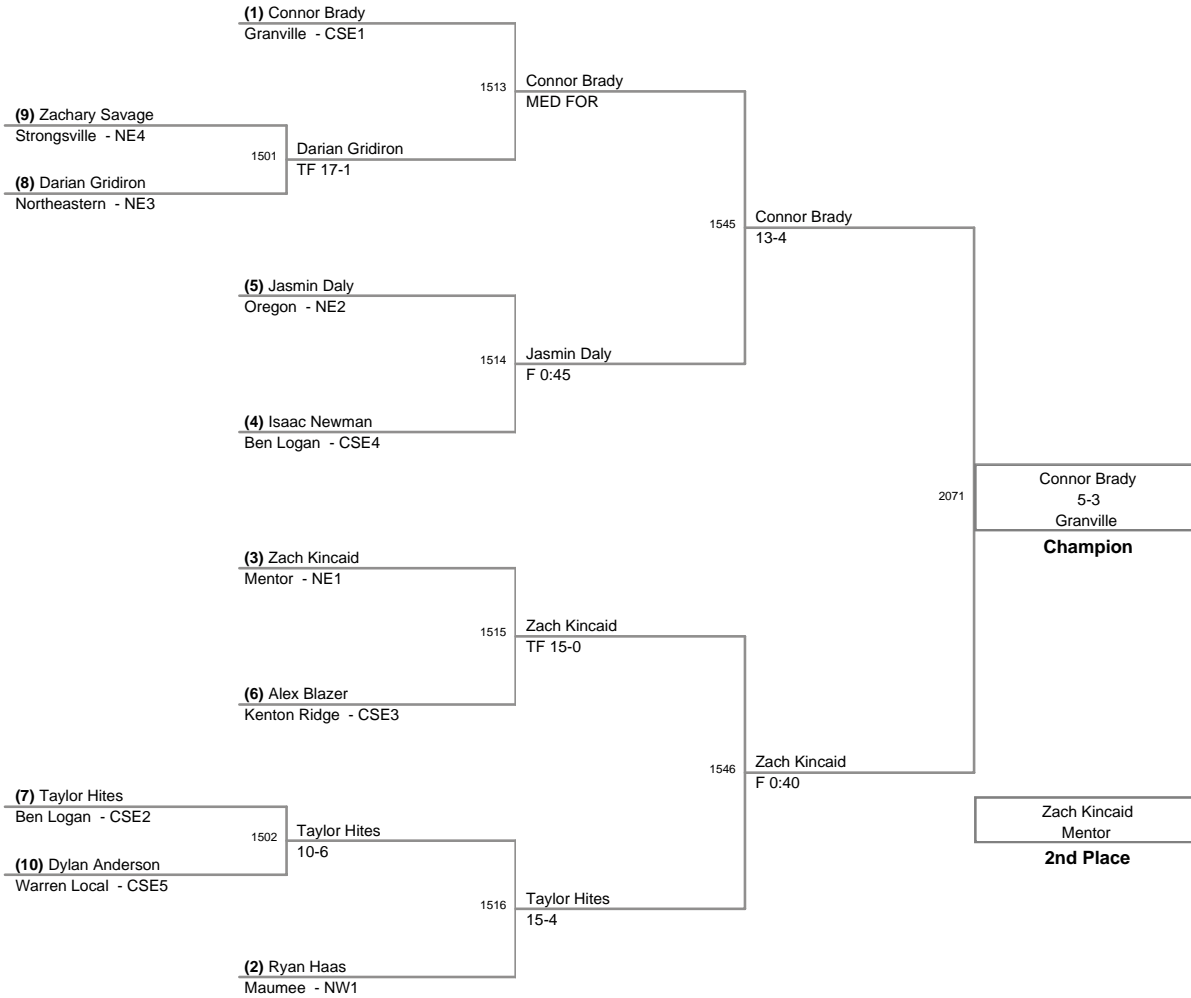 (1) Connor Brady
Granville - CSE1
1513
Connor Brady
MED FOR
(9) Zachary Savage
Strongsville - NE4
1501
Darian Gridiron
TF 17-1
(8) Darian Gridiron
Northeastern - NE3
1545
Connor Brady
13-4
(5) Jasmin Daly
Oregon - NE2
1514
Jasmin Daly
F 0:45
(4) Isaac Newman
Ben Logan - CSE4
2071
Connor Brady
5-3
Granville
Champion
(3) Zach Kincaid
Mentor - NE1
1515
Zach Kincaid
TF 15-0
(6) Alex Blazer
Kenton Ridge - CSE3
1546
Zach Kincaid
F 0:40
(7) Taylor Hites
Ben Logan - CSE2
1502
Taylor Hites
10-6
(10) Dylan Anderson
Warren Local - CSE5
Zach Kincaid
Mentor
2nd Place
1516
Taylor Hites
15-4
(2) Ryan Haas
Maumee - NW1